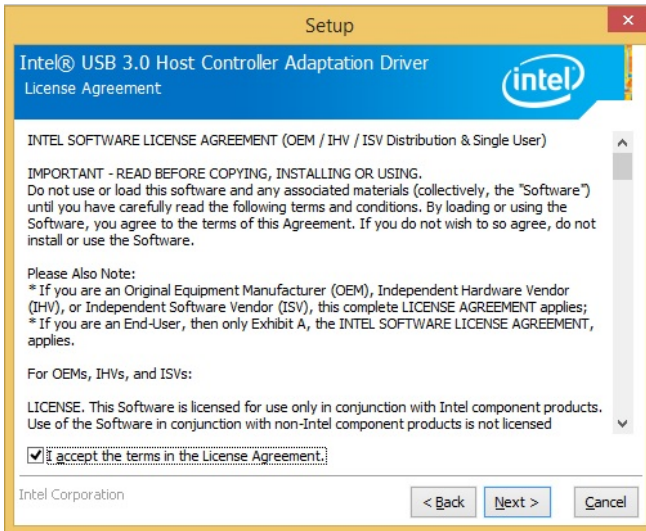 Setup
Intel® USB 3.0 Host Controller Adaptation Driver
License Agreement
intel
INTEL SOFTWARE LICENSE AGREEMENT (OEM / IHV / ISV Distribution & Single User)
IMPORTANT - READ BEFORE COPYING, INSTALLING OR USING.
Do not use or load this software and any associated materials (collectively, the "Software")
until you have carefully read the following terms and conditions. By loading or using the
Software, you agree to the terms of this Agreement. If you do not wish to so agree, do not
install or use the Software.
Please Also Note:
* If you are an Original Equipment Manufacturer (OEM), Independent Hardware Vendor
(IHV), or Independent Software Vendor (ISV), this complete LICENSE AGREEMENT applies;
* If you are an End-User, then only Exhibit A, the INTEL SOFTWARE LICENSE AGREEMENT,
applies.
For OEMs, IHVs, and ISVs:
LICENSE. This Software is licensed for use only in conjunction with Intel component products.
Use of the Software in conjunction with non-Intel component products is not licensed
I accept the terms in the License Agreement.
Intel Corporation
< Back Next > Cancel